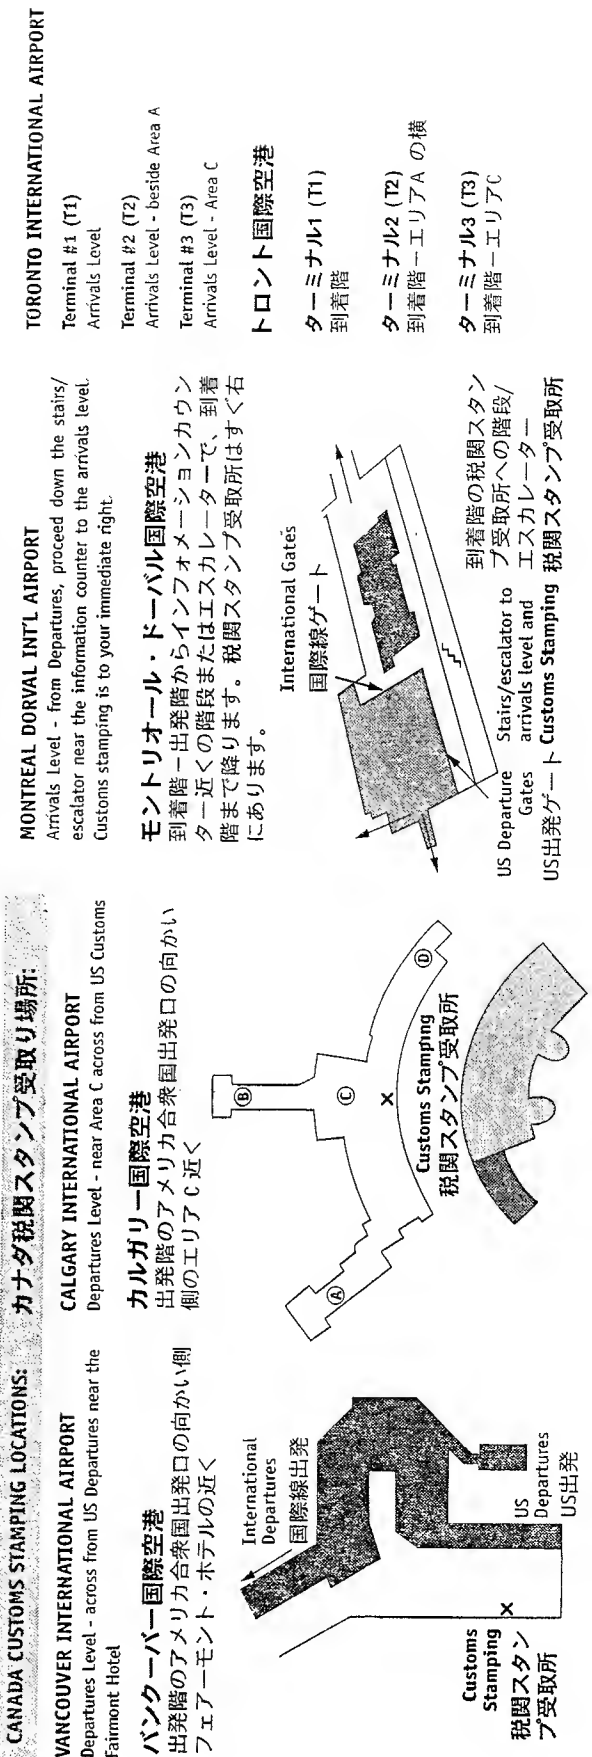 CANADA CUSTOMS STAMPING LOCATIONS: カナダ税関スタンプ受取り場所:
VANCOUVER INTERNATIONAL AIRPORT
Departures Level - across from US Departures near the
Fairmont Hotel
バンクーバー国際空港
出発階のアメリカ合衆国出発口の向かい側
フェアーモント・ホテルの近く
International
Departures
国際線出発
US
Departures
US出発
Customs
Stamping
税関スタン
プ受取所
CALGARY INTERNATIONAL AIRPORT
Departures Level - near Area C across from US Customs
カルガリー国際空港
出発階のアメリカ合衆国出発口の向かい
側のエリアC近く
A
B
C
D
Customs Stamping
税関スタンプ受取所
MONTREAL DORVAL INT'L AIRPORT
Arrivals Level - from Departures, proceed down the stairs/
escalator near the information counter to the arrivals level.
Customs stamping is to your immediate right.
モントリオール・ドーバル国際空港
到着階－出発階からインフォメーションカウン
ター近くの階段またはエスカレーターで、到着
階まで降ります。税関スタンプ受取所はすぐ右
にあります。
International Gates
国際線ゲート
US Departure
Gates
US出発ゲート
Stairs/escalator to
arrivals level and
Customs Stamping
到着階の税関スタン
プ受取所への階段/
エスカレーター
税関スタンプ受取所
TORONTO INTERNATIONAL AIRPORT
Terminal #1 (T1)
Arrivals Level
Terminal #2 (T2)
Arrivals Level - beside Area A
Terminal #3 (T3)
Arrivals Level - Area C
トロント国際空港
ターミナル1 (T1)
到着階
ターミナル2 (T2)
到着階－エリアA の横
ターミナル3 (T3)
到着階－エリアC